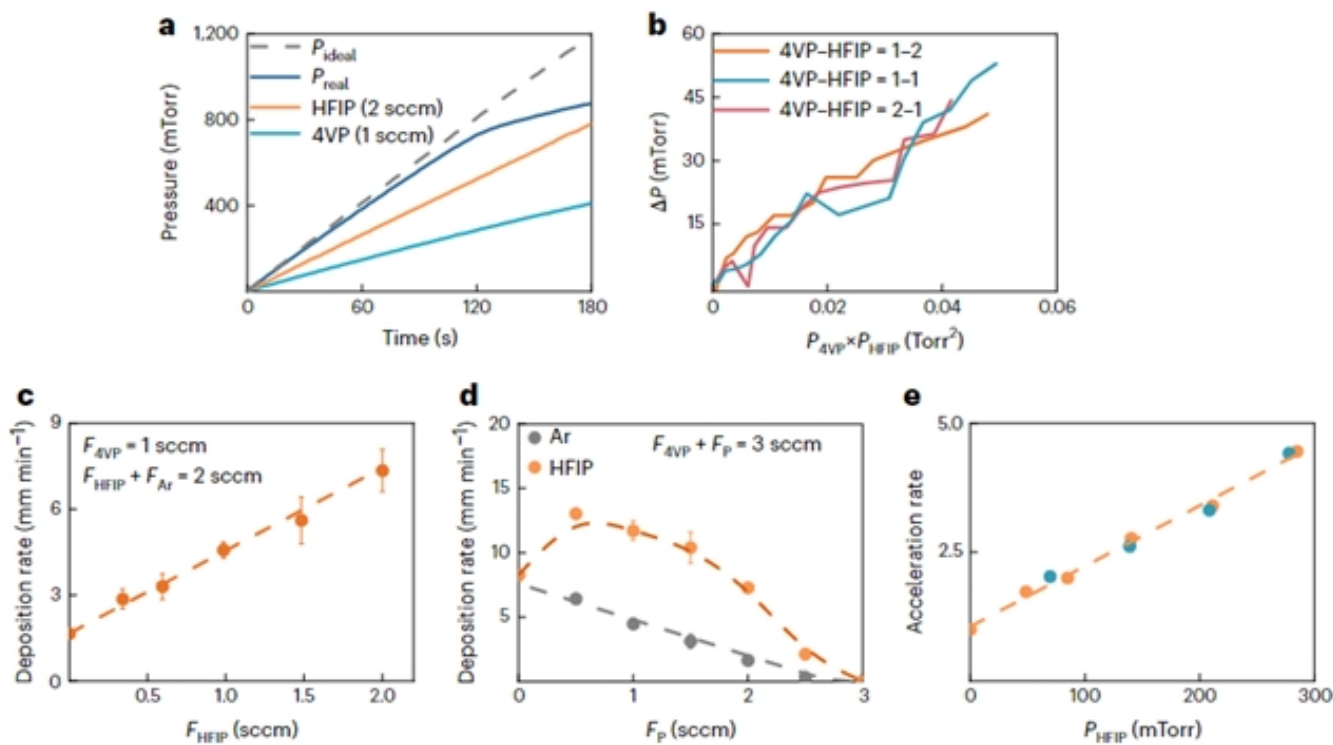 a
1,200
800
400
0
60
120
180
Pressure (mTorr)
Time (s)
P_ideal
P_real
HFIP (2 sccm)
4VP (1 sccm)
b
60
45
30
15
0
0.02
0.04
0.06
ΔP (mTorr)
P_4VP×P_HFIP (Torr²)
4VP–HFIP = 1–2
4VP–HFIP = 1–1
4VP–HFIP = 2–1
c
9
6
3
0
0.5
1.0
1.5
2.0
Deposition rate (mm min⁻¹)
F_HFIP (sccm)
F_4VP = 1 sccm
F_HFIP + F_Ar = 2 sccm
d
20
15
10
5
0
1
2
3
Deposition rate (mm min⁻¹)
F_P (sccm)
Ar
HFIP
F_4VP + F_P = 3 sccm
e
5.0
2.5
0
100
200
300
Acceleration rate
P_HFIP (mTorr)